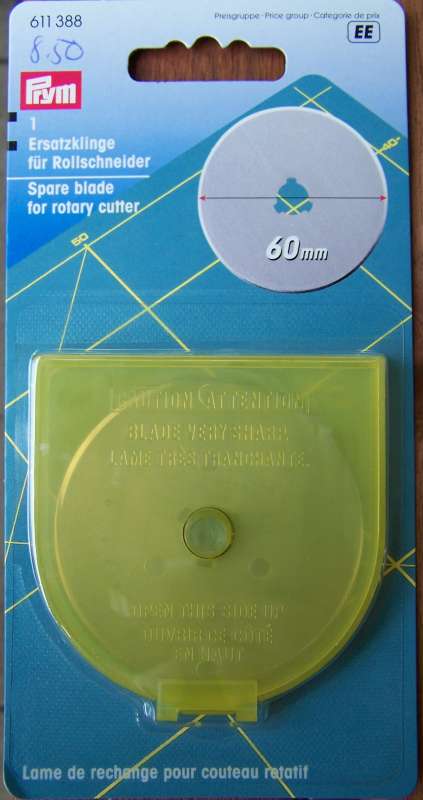 611 388
Preisgruppe · Price group · Catégorie de prix
EE
8.50
Prym
1
Ersatzklinge
für Rollschneider
Spare blade
for rotary cutter
40
60mm
50
CAUTION ATTENTION
BLADE VERY SHARP.
LAME TRÈS TRANCHANTE.
OPEN THIS SIDE UP
OUVRIR CE CÔTÉ
EN HAUT
Lame de rechange pour couteau rotatif